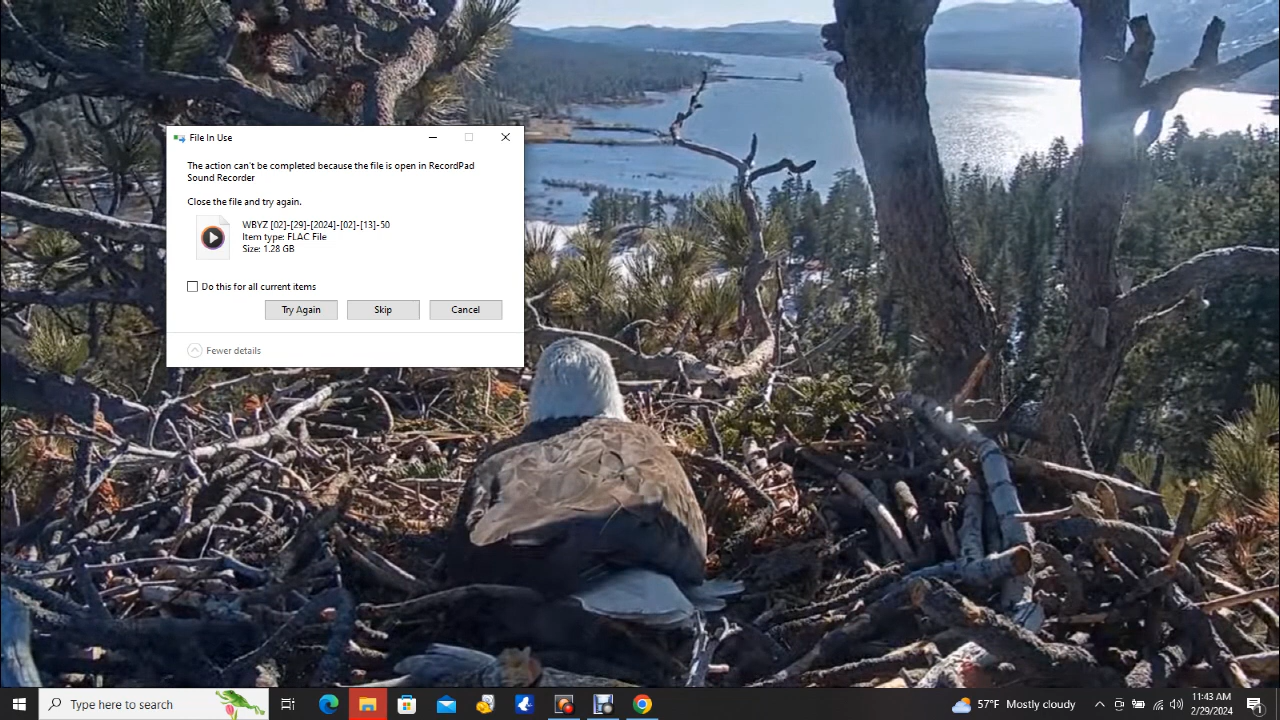 File In Use
The action can't be completed because the file is open in RecordPad
Sound Recorder
Close the file and try again.
WBYZ [02]-[29]-[2024]-[02]-[13]-50
Item type: FLAC File
Size: 1.28 GB
Do this for all current items
Try Again
Skip
Cancel
Fewer details
Type here to search
57°F Mostly cloudy
11:43 AM
2/29/2024
1